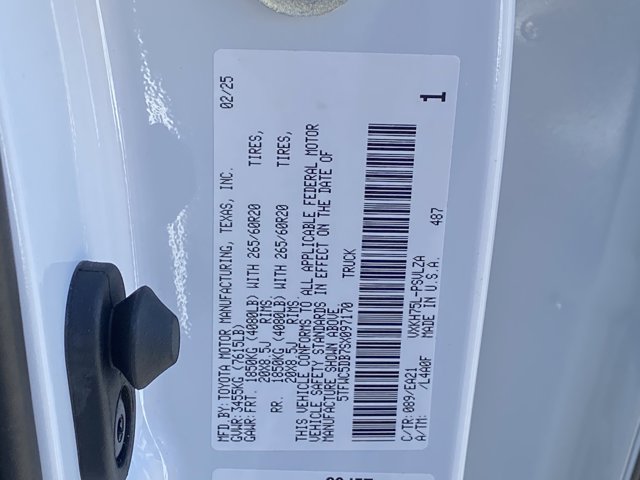 MFD.BY:TOYOTA MOTOR MANUFACTURING, TEXAS, INC. 02/25
GVWR:3455KG(7615LB)
GAWR:FRT. 1850KG(4080LB) WITH 265/60R20 TIRES,
20X8.5J RIMS
RR. 1850KG(4080LB) WITH 265/60R20 TIRES,
20X8.5J RIMS
THIS VEHICLE CONFORMS TO ALL APPLICABLE FEDERAL MOTOR
VEHICLE SAFETY STANDARDS IN EFFECT ON THE DATE OF
MANUFACTURE SHOWN ABOVE
5TFWC5DB7SX097170 TRUCK
VXKH75L-PSVLZA
C/TR:089/EA21 MADE IN U.S.A. 487
A/TM: /L4A0F
1